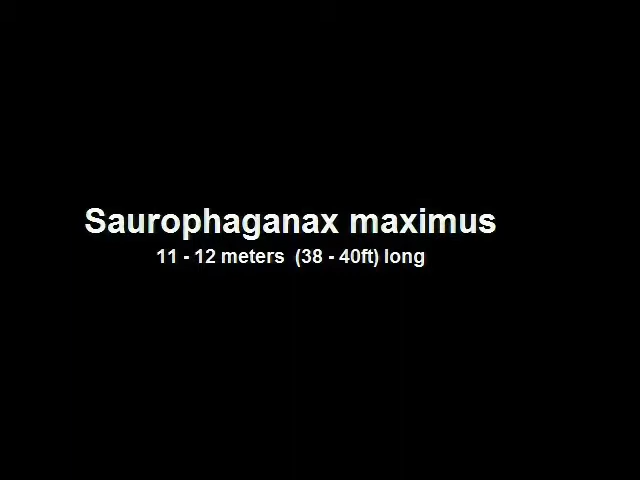 Saurophaganax maximus
11 - 12 meters (38 - 40ft) long